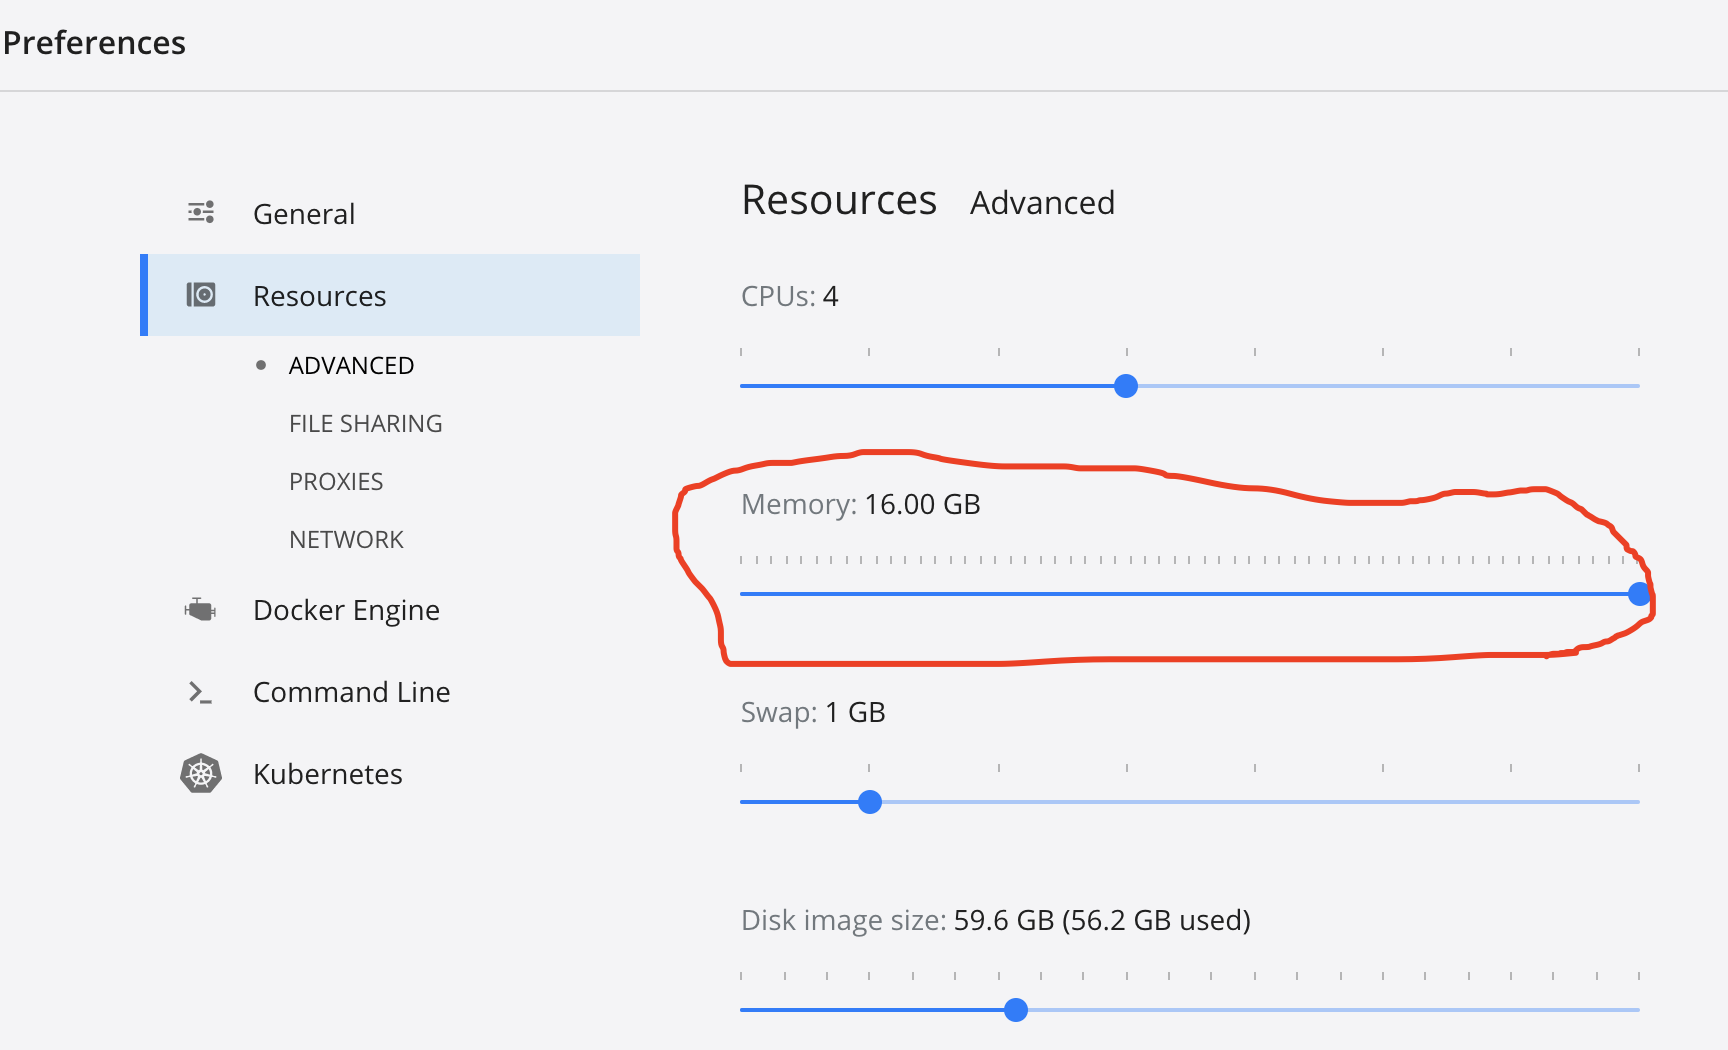 Preferences
General
Resources
ADVANCED
FILE SHARING
PROXIES
NETWORK
Docker Engine
Command Line
Kubernetes
Resources Advanced
CPUs: 4
Memory: 16.00 GB
Swap: 1 GB
Disk image size: 59.6 GB (56.2 GB used)